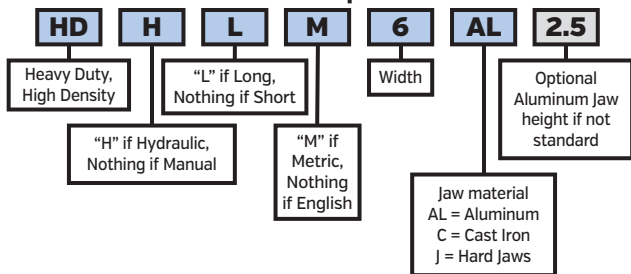 HD H L M 6 AL 2.5
Heavy Duty,
High Density
“L” if Long,
Nothing if Short
Width
Optional
Aluminum Jaw
height if not
standard
“H” if Hydraulic,
Nothing if Manual
“M” if
Metric,
Nothing
if English
Jaw material
AL = Aluminum
C = Cast Iron
J = Hard Jaws